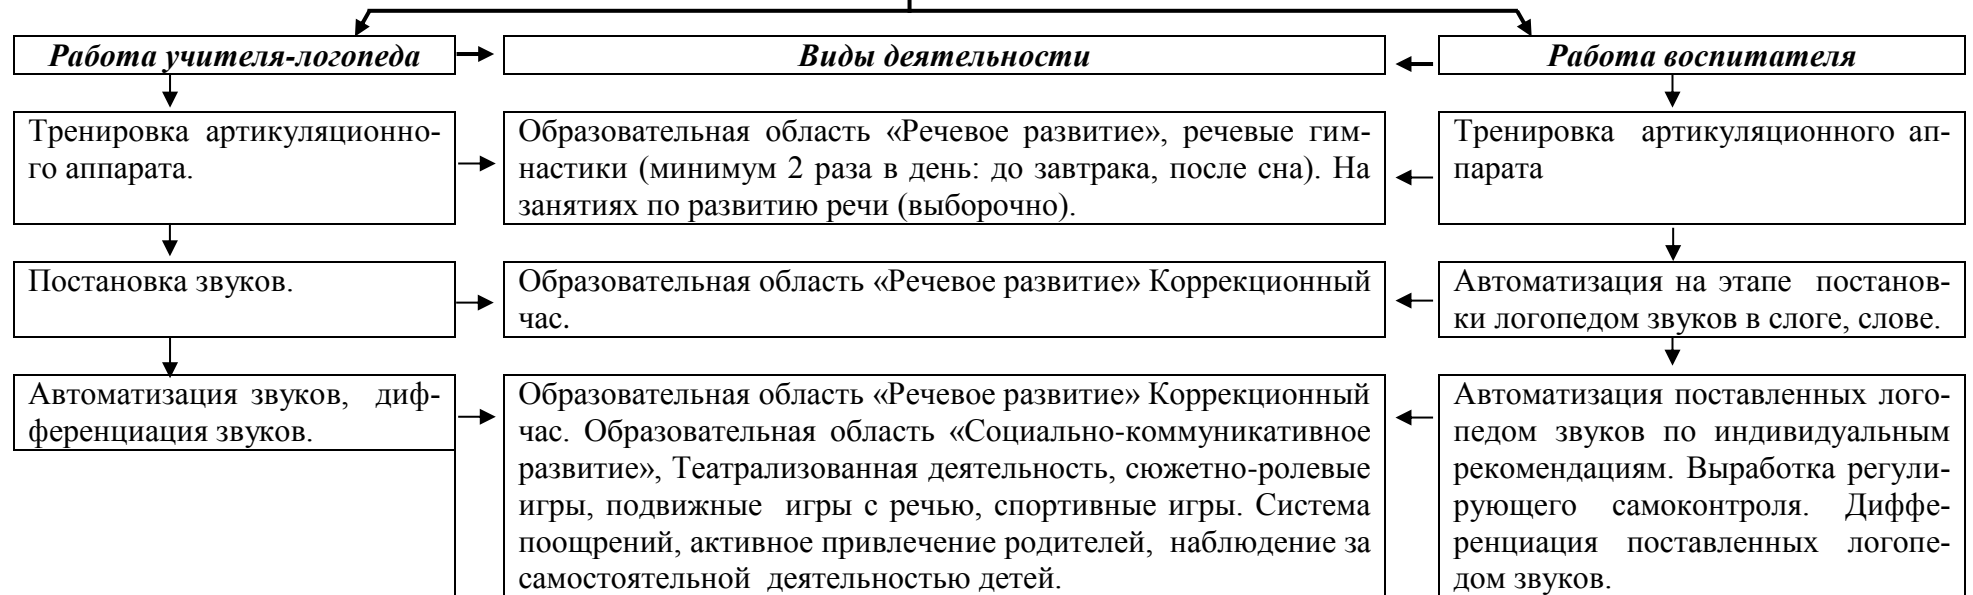 Работа учителя-логопеда
Виды деятельности
Работа воспитателя
Тренировка артикуляционно-
го аппарата.
Образовательная область «Речевое развитие», речевые гим-
настики (минимум 2 раза в день: до завтрака, после сна). На
занятиях по развитию речи (выборочно).
Тренировка артикуляционного ап-
парата
Постановка звуков.
Образовательная область «Речевое развитие» Коррекционный
час.
Автоматизация на этапе постанов-
ки логопедом звуков в слоге, слове.
Автоматизация звуков, диф-
ференциация звуков.
Образовательная область «Речевое развитие» Коррекционный
час. Образовательная область «Социально-коммуникативное
развитие», Театрализованная деятельность, сюжетно-ролевые
игры, подвижные игры с речью, спортивные игры. Система
поощрений, активное привлечение родителей, наблюдение за
самостоятельной деятельностью детей.
Автоматизация поставленных лого-
педом звуков по индивидуальным
рекомендациям. Выработка регули-
рующего самоконтроля. Диффе-
ренциация поставленных логопе-
дом звуков.